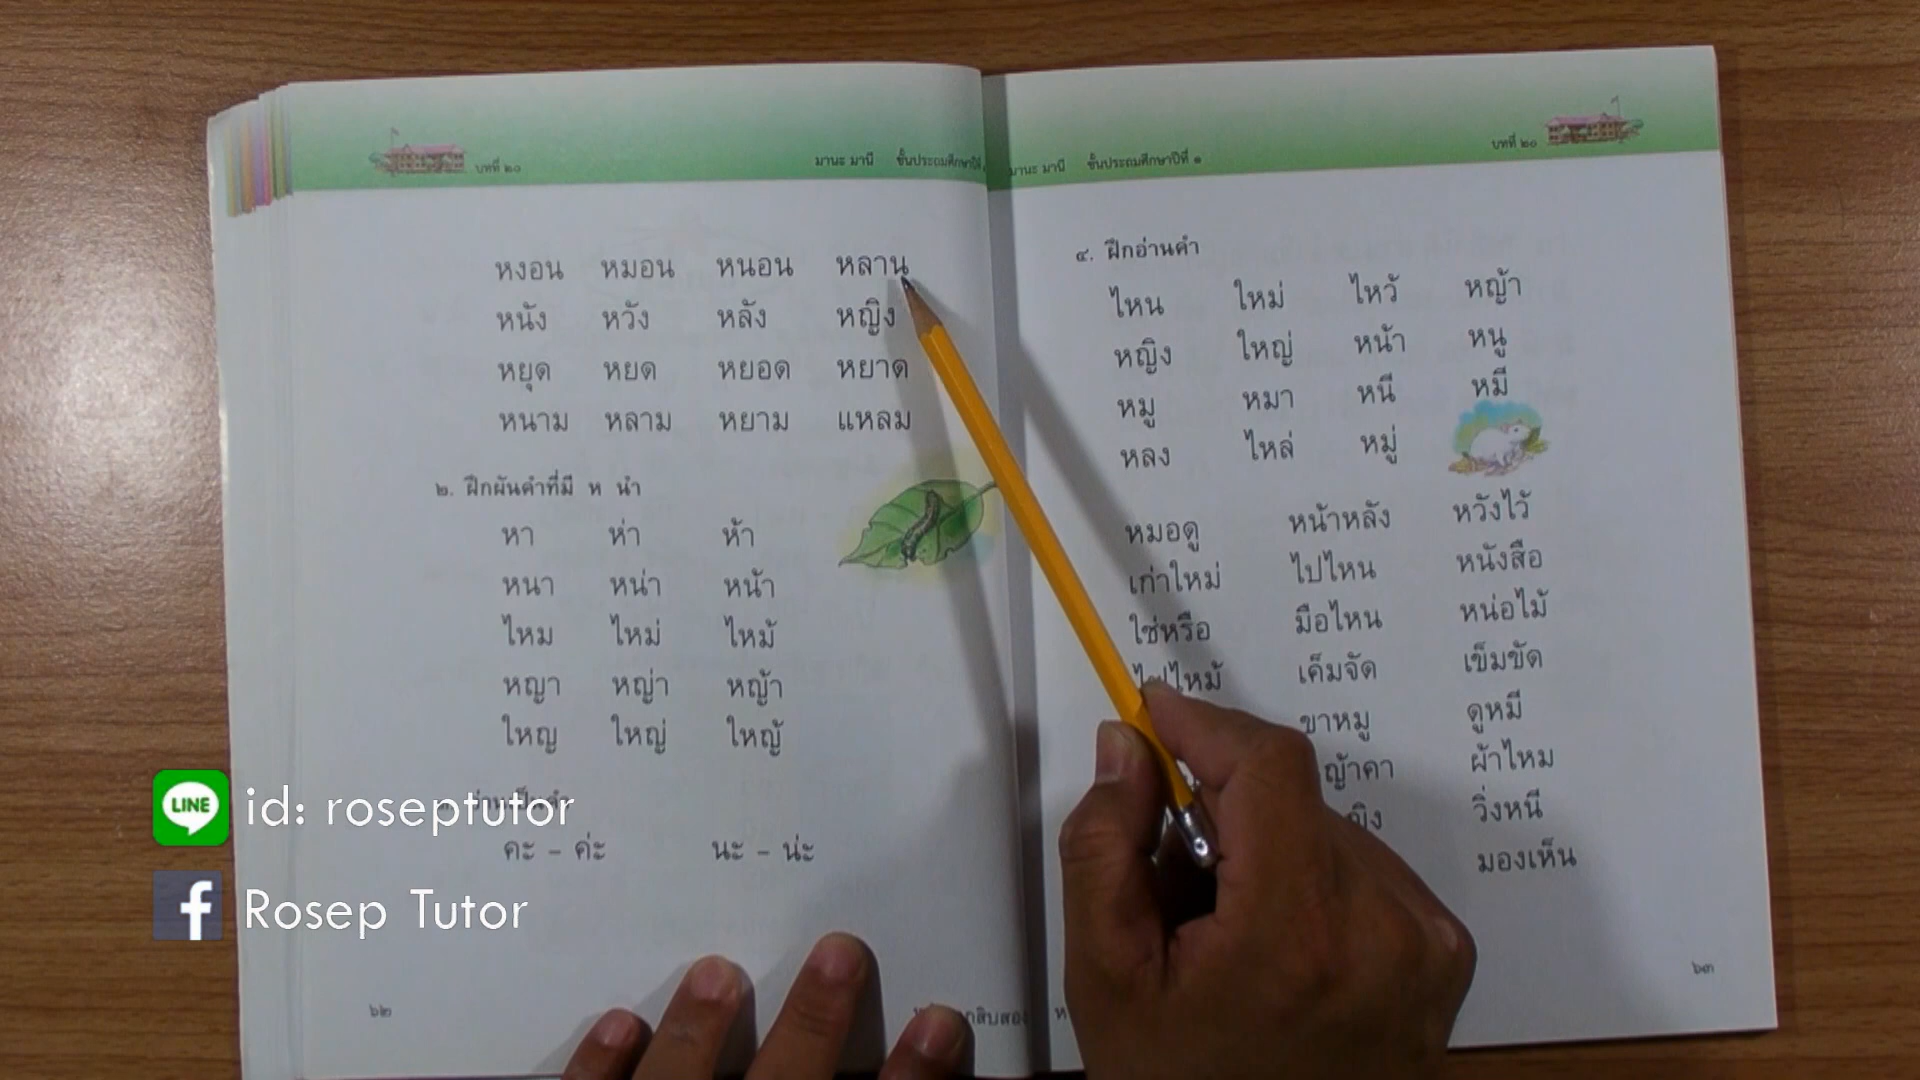 บทที่ ๒๐
มานะ มานี ชั้นประถมศึกษาปีที่
หงอน หมอน หนอน หลาน
หนัง หวัง หลัง หญิง
หยุด หยด หยอด หยาด
หนาม หลาม หยาม แหลม
๒. ฝึกผันคำที่มี ห นำ
หา ห่า ห้า
หนา หน่า หน้า
ไหม ไหม่ ไหม้
หญา หญ่า หญ้า
ใหญ ใหญ่ ใหญ้
คะ - ค่ะ นะ - น่ะ
๖๒
มานะ มานี ชั้นประถมศึกษาปีที่ ๑
บทที่ ๒๐
๔. ฝึกอ่านคำ
ไหน ใหม่ ไหว้ หญ้า
หญิง ใหญ่ หน้า หนู
หมู หมา หนี หมี
หลง ไหล่ หมู่
หมอดู หน้าหลัง หวังไว้
เก่าใหม่ ไปไหน หนังสือ
ใช่หรือ มือไหน หน่อไม้
ไฟไหม้ เค็มจัด เข็มขัด
ขาหมู ดูหมี
ผ้าไหม
วิ่งหนี
มองเห็น
๖๓
LINE id: roseptutor
f Rosep Tutor